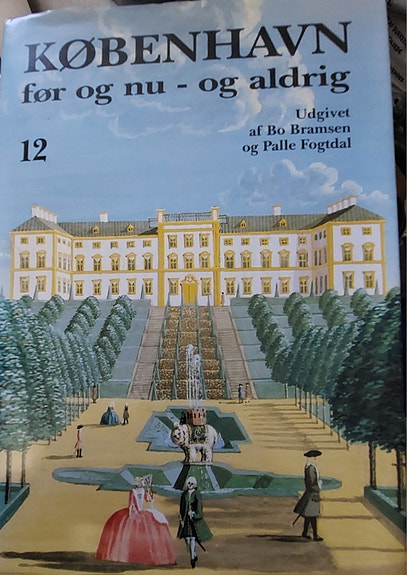 KØBENHAVN
før og nu - og aldrig
Udgivet
af Bo Bramsen
og Palle Fogtdal
12